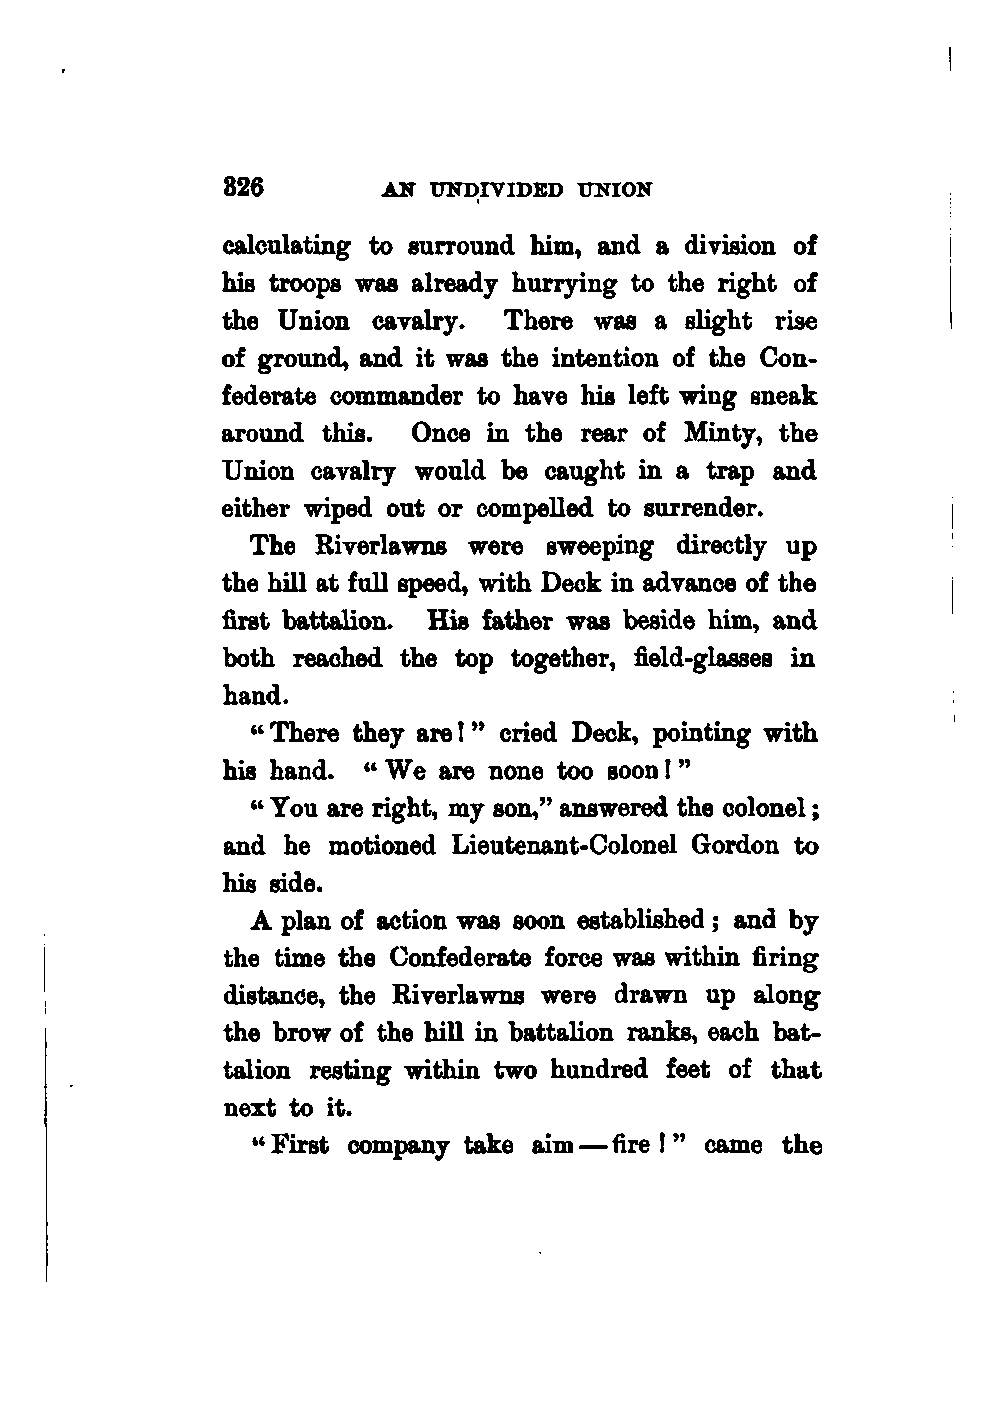 326 AN UNDIVIDED UNION
calculating to surround him, and a division of
his troops was already hurrying to the right of
the Union cavalry. There was a slight rise
of ground, and it was the intention of the Con-
federate commander to have his left wing sneak
around this. Once in the rear of Minty, the
Union cavalry would be caught in a trap and
either wiped out or compelled to surrender.
The Riverlawns were sweeping directly up
the hill at full speed, with Deck in advance of the
first battalion. His father was beside him, and
both reached the top together, field-glasses in
hand.
“There they are!” cried Deck, pointing with
his hand. “We are none too soon!”
“You are right, my son,” answered the colonel;
and he motioned Lieutenant-Colonel Gordon to
his side.
A plan of action was soon established; and by
the time the Confederate force was within firing
distance, the Riverlawns were drawn up along
the brow of the hill in battalion ranks, each bat-
talion resting within two hundred feet of that
next to it.
“First company take aim—fire!” came the